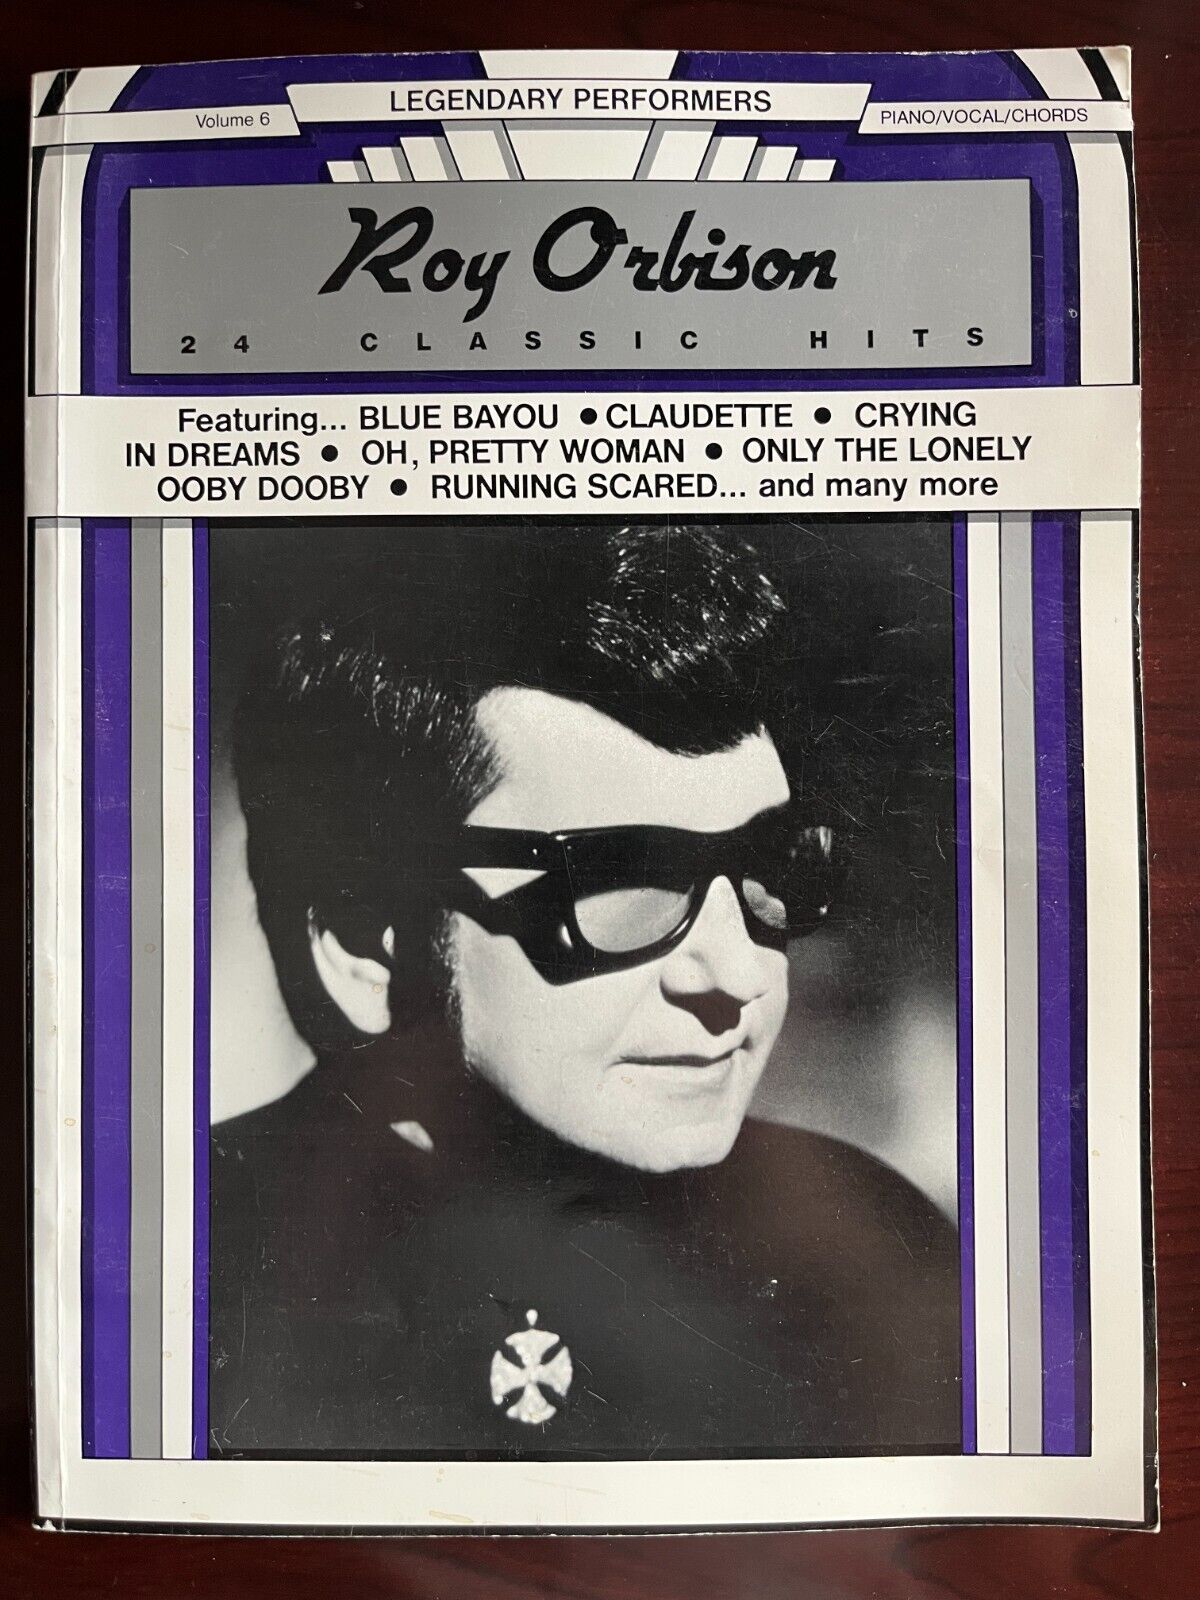 LEGENDARY PERFORMERS
Volume 6
PIANO/VOCAL/CHORDS
Roy Orbison
24 CLASSIC HITS
Featuring... BLUE BAYOU ● CLAUDETTE ● CRYING
IN DREAMS ● OH, PRETTY WOMAN ● ONLY THE LONELY
OOBY DOOBY ● RUNNING SCARED... and many more